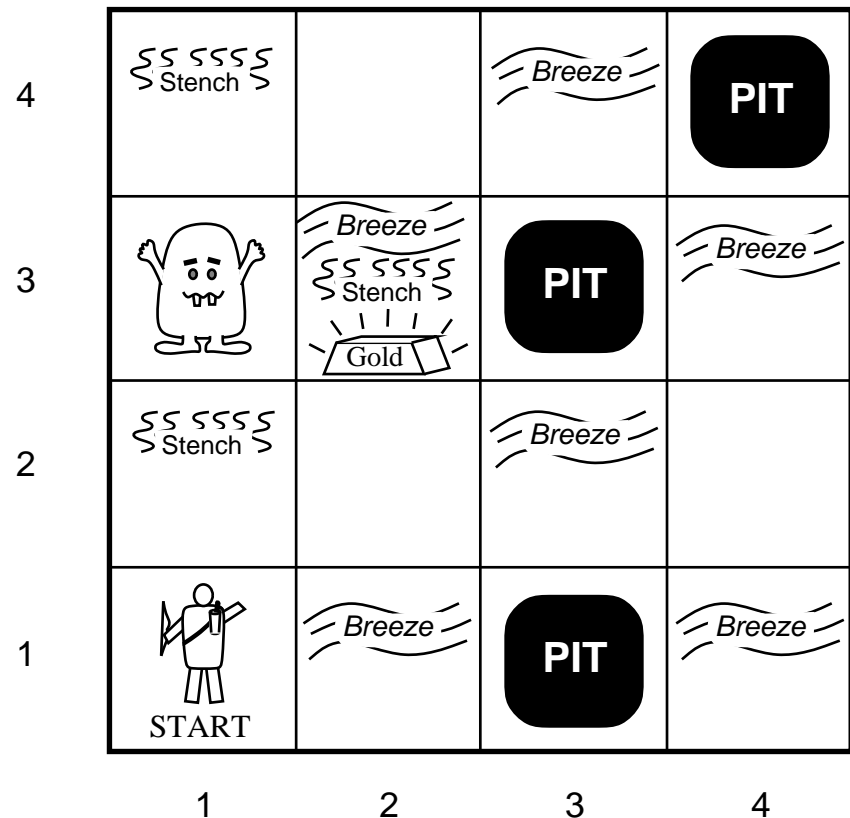 4
Stench
Breeze
PIT
3
Breeze
Stench
Gold
PIT
Breeze
2
Stench
Breeze
1
START
Breeze
PIT
Breeze
1 2 3 4